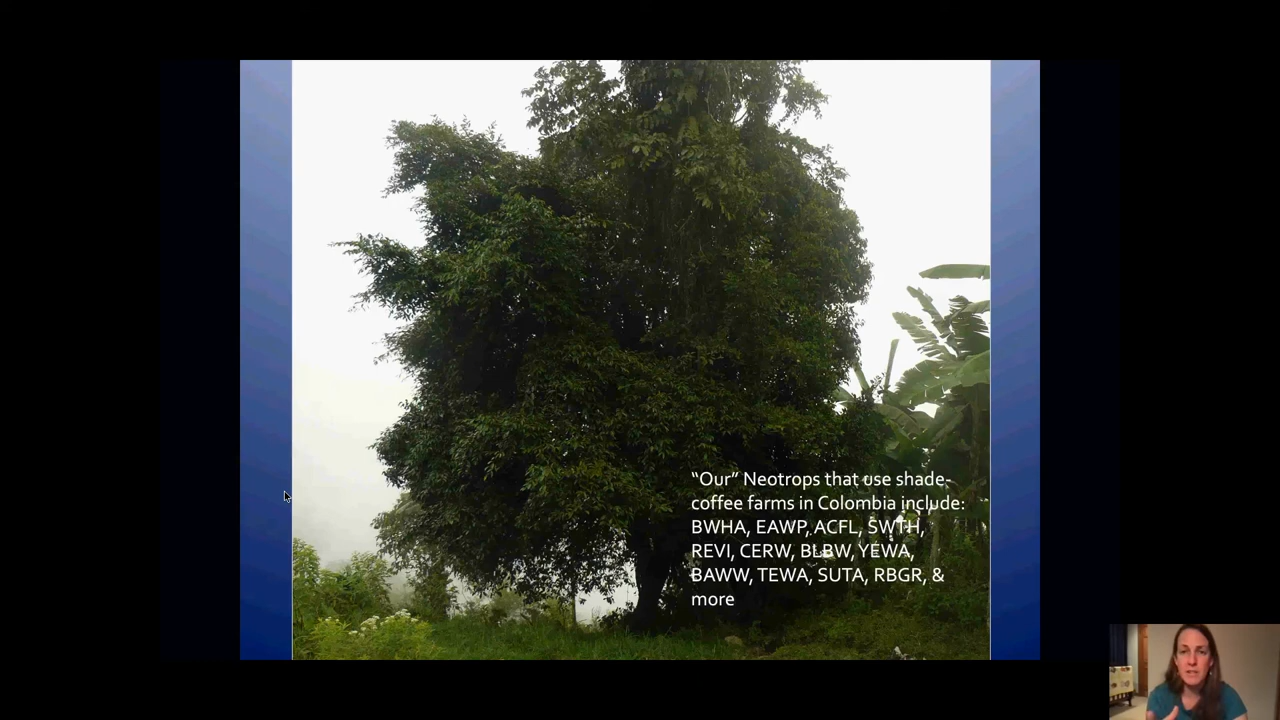 “Our” Neotrops that use shade-
coffee farms in Colombia include:
BWHA, EAWP, ACFL, SWTH,
REVI, CERW, BLBW, YEWA,
BAWW, TEWA, SUTA, RBGR, &
more